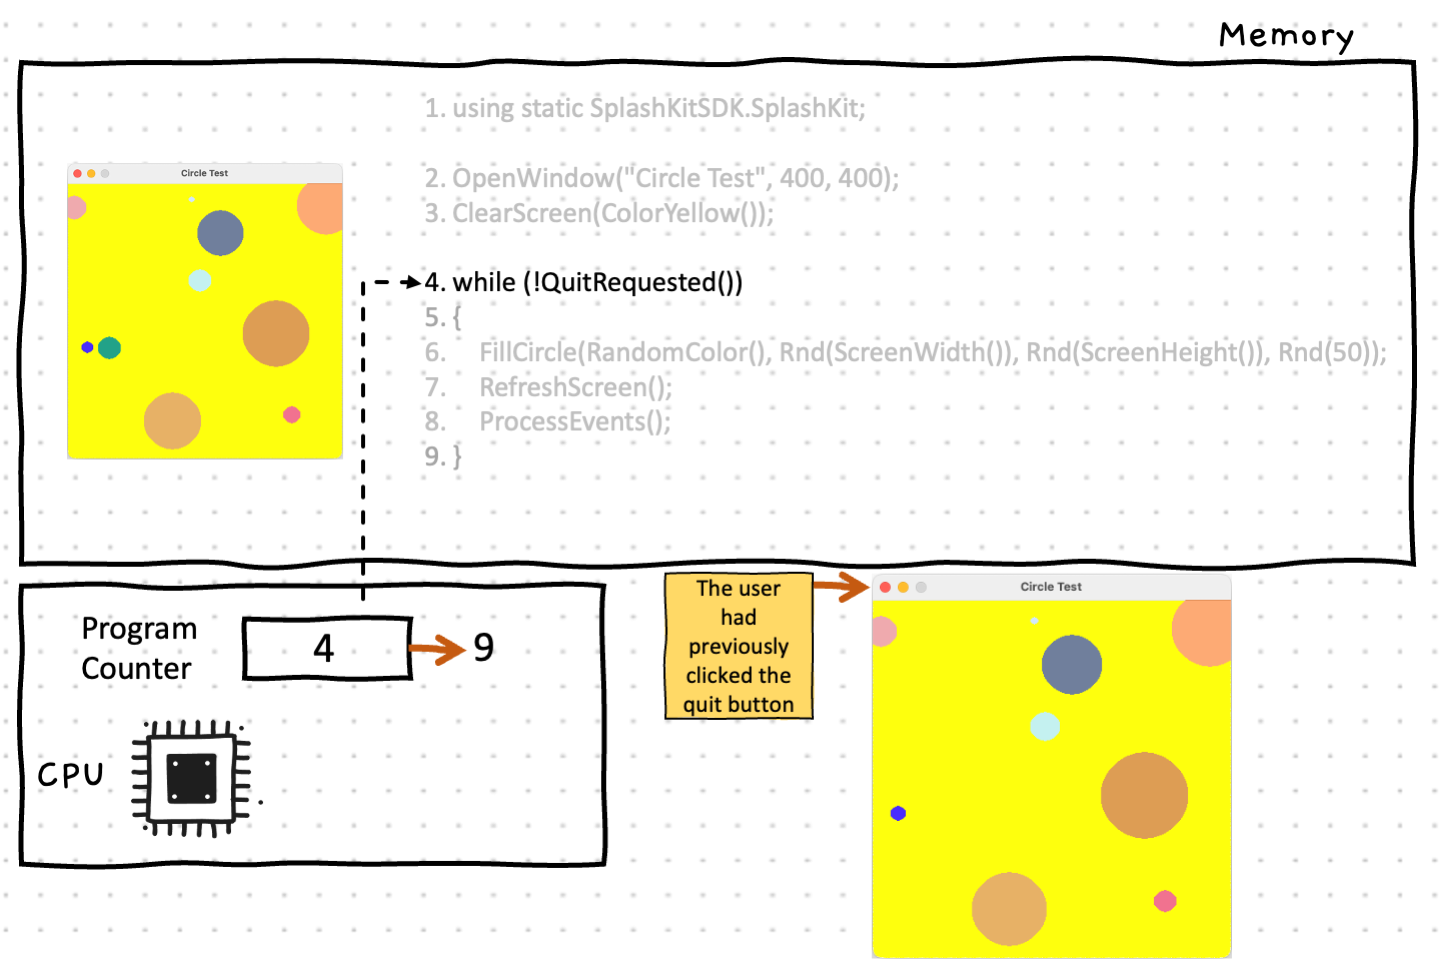 Memory
1. using static SplashKitSDK.SplashKit;
2. OpenWindow("Circle Test", 400, 400);
3. ClearScreen(ColorYellow());
4. while (!QuitRequested())
5. {
6. FillCircle(RandomColor(), Rnd(ScreenWidth()), Rnd(ScreenHeight()), Rnd(50));
7. RefreshScreen();
8. ProcessEvents();
9. }
Circle Test
Program
Counter
4
9
CPU
The user
had
previously
clicked the
quit button
Circle Test